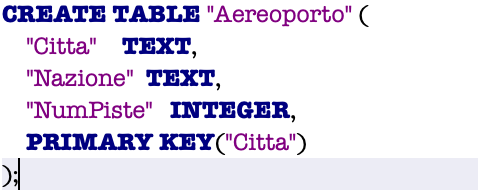 CREATE TABLE "Aereoporto" (
"Citta" TEXT,
"Nazione" TEXT,
"NumPiste" INTEGER,
PRIMARY KEY("Citta")
);